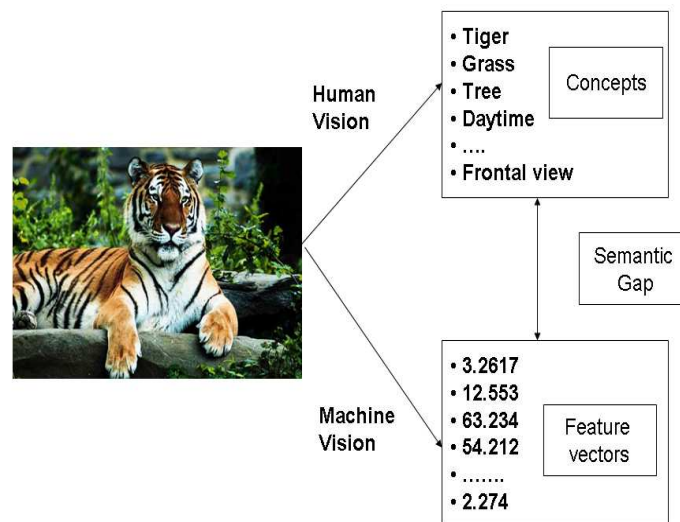 Human
Vision
• Tiger
• Grass
• Tree
• Daytime
• ....
• Frontal view
Concepts
Semantic
Gap
Machine
Vision
• 3.2617
• 12.553
• 63.234
• 54.212
• .......
• 2.274
Feature
vectors